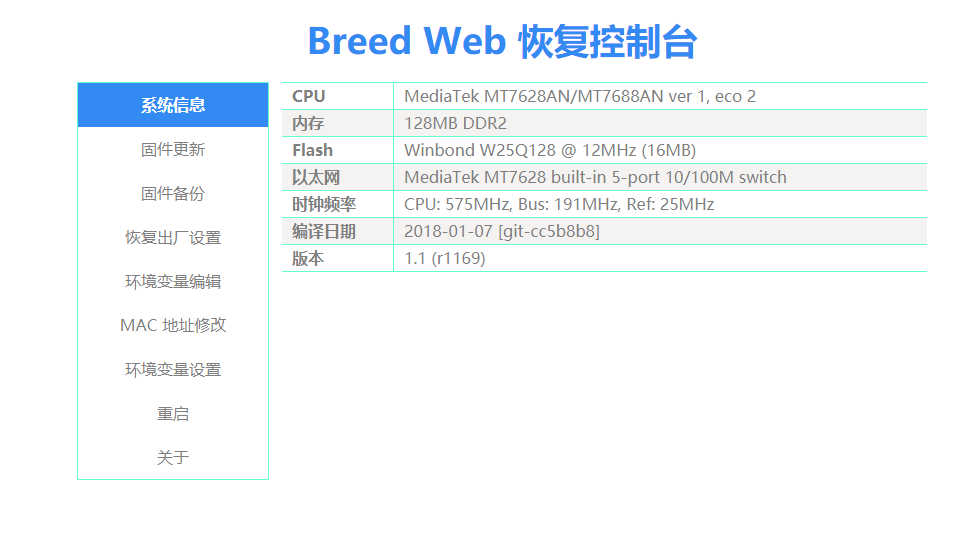 Breed Web 恢复控制台
系统信息
固件更新
固件备份
恢复出厂设置
环境变量编辑
MAC 地址修改
环境变量设置
重启
关于
CPU MediaTek MT7628AN/MT7688AN ver 1, eco 2
内存 128MB DDR2
Flash Winbond W25Q128 @ 12MHz (16MB)
以太网 MediaTek MT7628 built-in 5-port 10/100M switch
时钟频率 CPU: 575MHz, Bus: 191MHz, Ref: 25MHz
编译日期 2018-01-07 [git-cc5b8b8]
版本 1.1 (r1169)